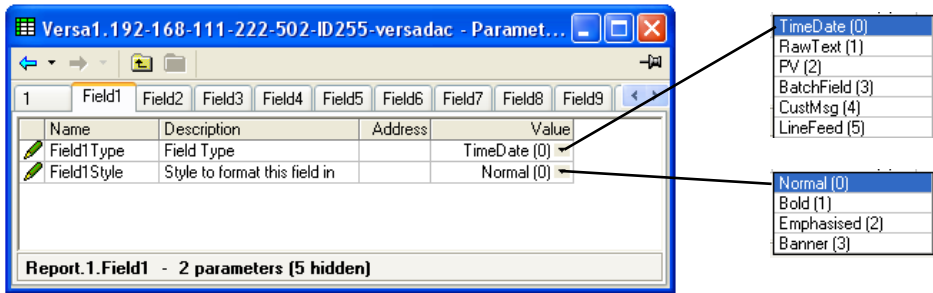 Versa1.192-168-111-222-502-ID255-versadac - Paramet...
1 Field1 Field2 Field3 Field4 Field5 Field6 Field7 Field8 Field9
Name Description Address Value
Field1Type Field Type TimeDate (0)
Field1Style Style to format this field in Normal (0)
Report.1.Field1 - 2 parameters (5 hidden)
TimeDate (0)
RawText (1)
PV (2)
BatchField (3)
CustMsg (4)
LineFeed (5)
Normal (0)
Bold (1)
Emphasised (2)
Banner (3)